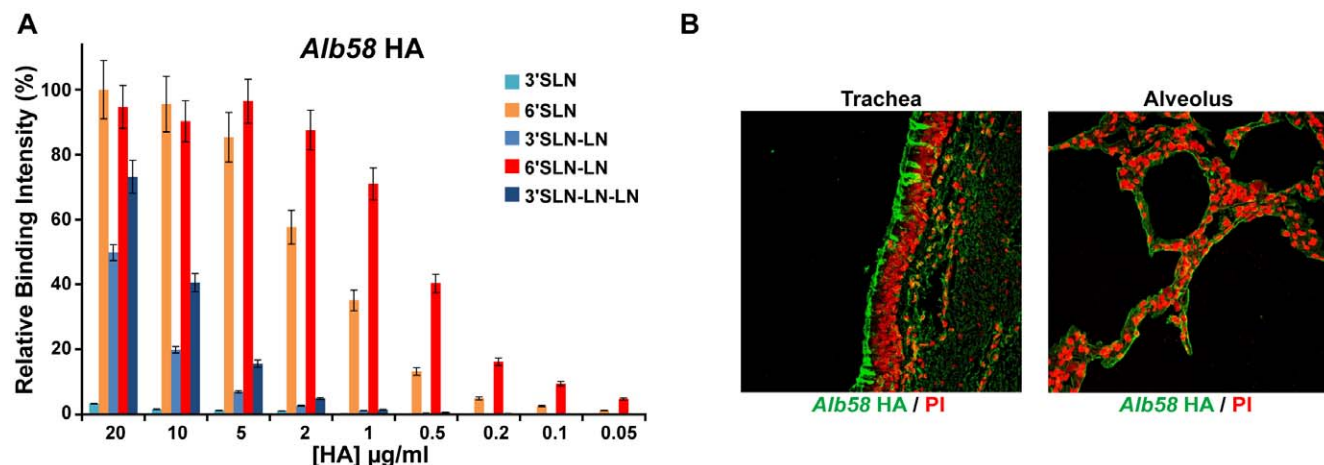 A
Alb58 HA
Relative Binding Intensity (%)
100
80
60
40
20
0
3'SLN
6'SLN
3'SLN-LN
6'SLN-LN
3'SLN-LN-LN
20 10 5 2 1 0.5 0.2 0.1 0.05
[HA] µg/ml
B
Trachea
Alb58 HA / PI
Alveolus
Alb58 HA / PI